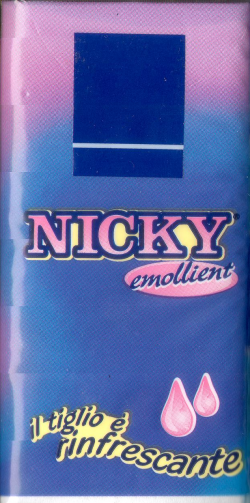 NICKY
emollient
il tiglio è
rinfrescante